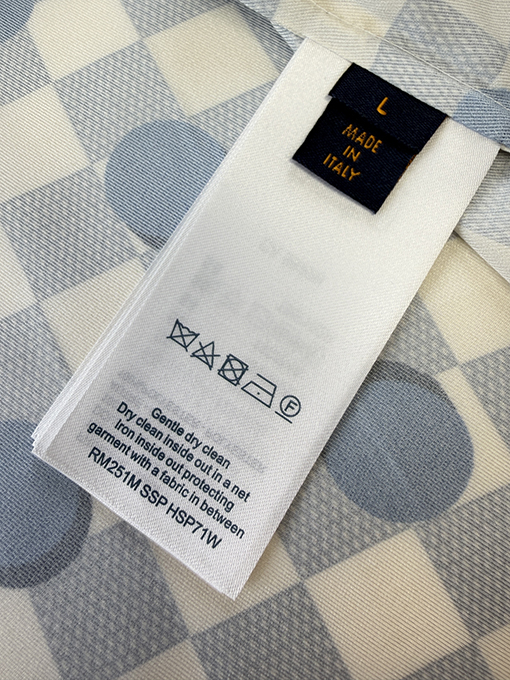 L
MADE
IN
ITALY
F
Gentle dry clean
Dry clean inside out in a net
Iron inside out protecting
garment with a fabric in between
RM251M SSP HSP71W